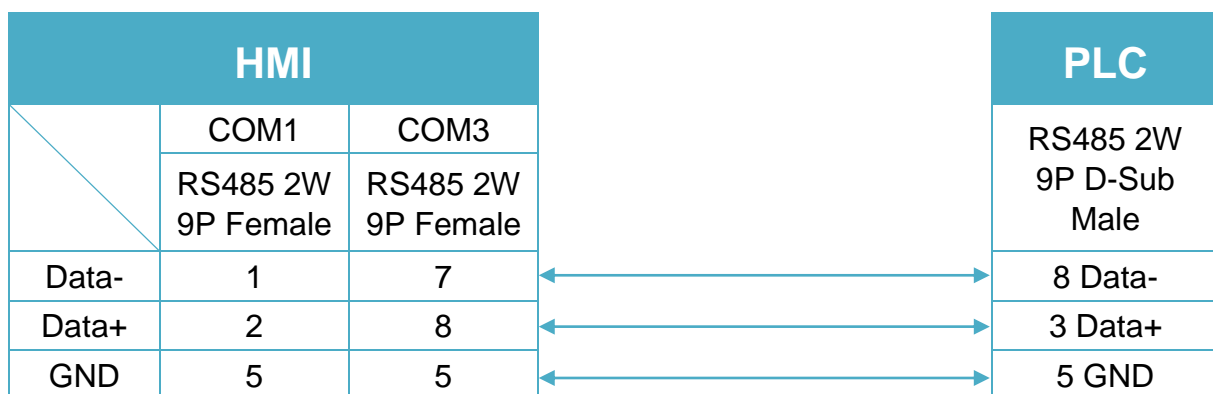 HMI
PLC
COM1 COM3
RS485 2W
9P D-Sub
Male
RS485 2W RS485 2W
9P Female 9P Female
Data- 1 7 8 Data-
Data+ 2 8 3 Data+
GND 5 5 5 GND